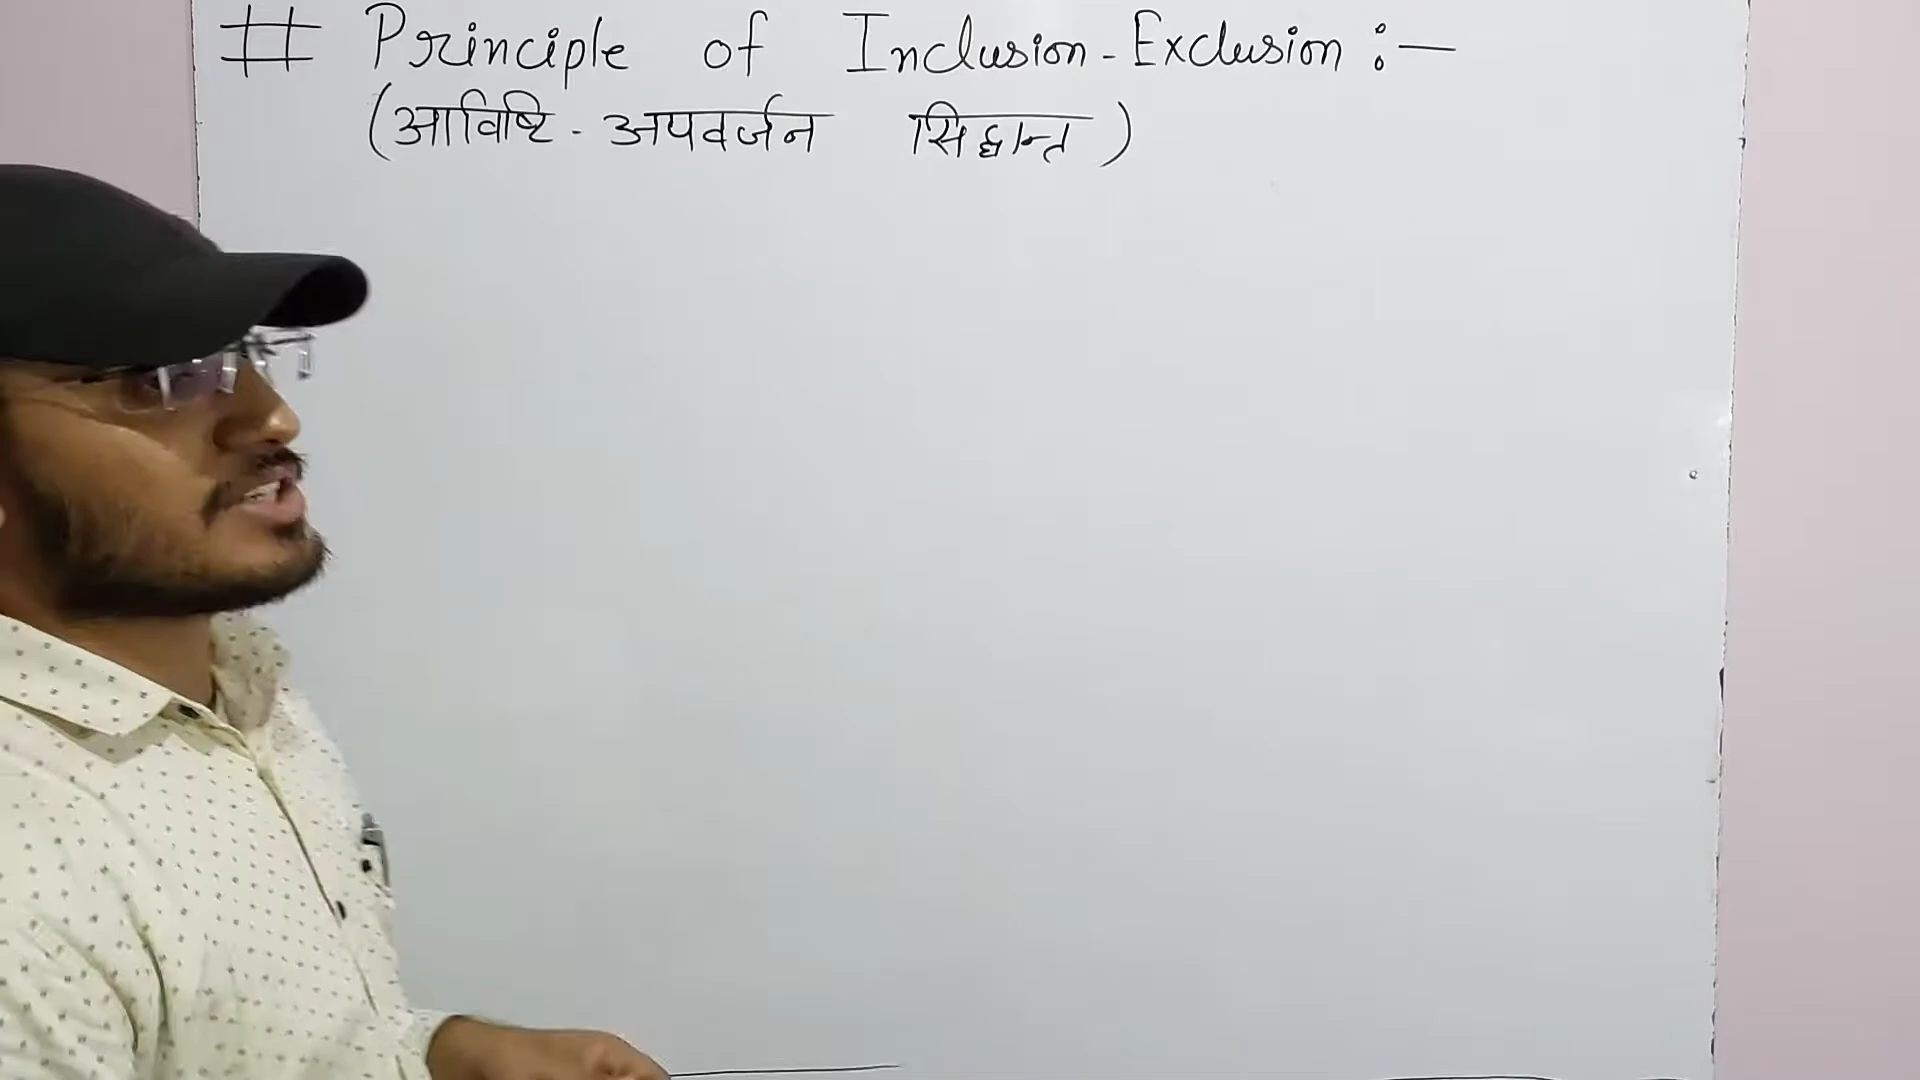 # Principle of Inclusion-Exclusion :-
(आविष्टि - अपवर्जन सिद्धान्त)